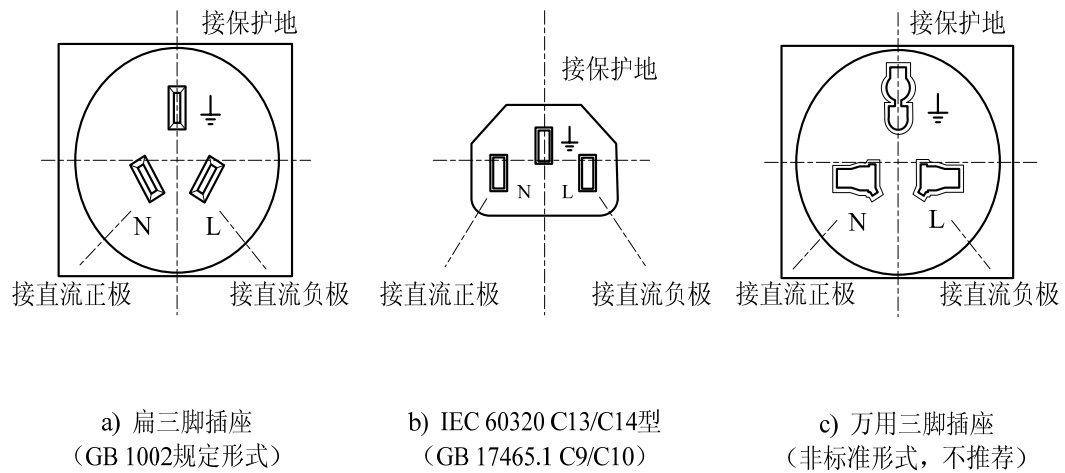 接保护地
N
L
接直流正极
接直流负极
a) 扁三脚插座
（GB 1002规定形式）
接保护地
N
L
接直流正极
接直流负极
b) IEC 60320 C13/C14型
（GB 17465.1 C9/C10）
接保护地
N
L
接直流正极
接直流负极
c) 万用三脚插座
（非标准形式，不推荐）